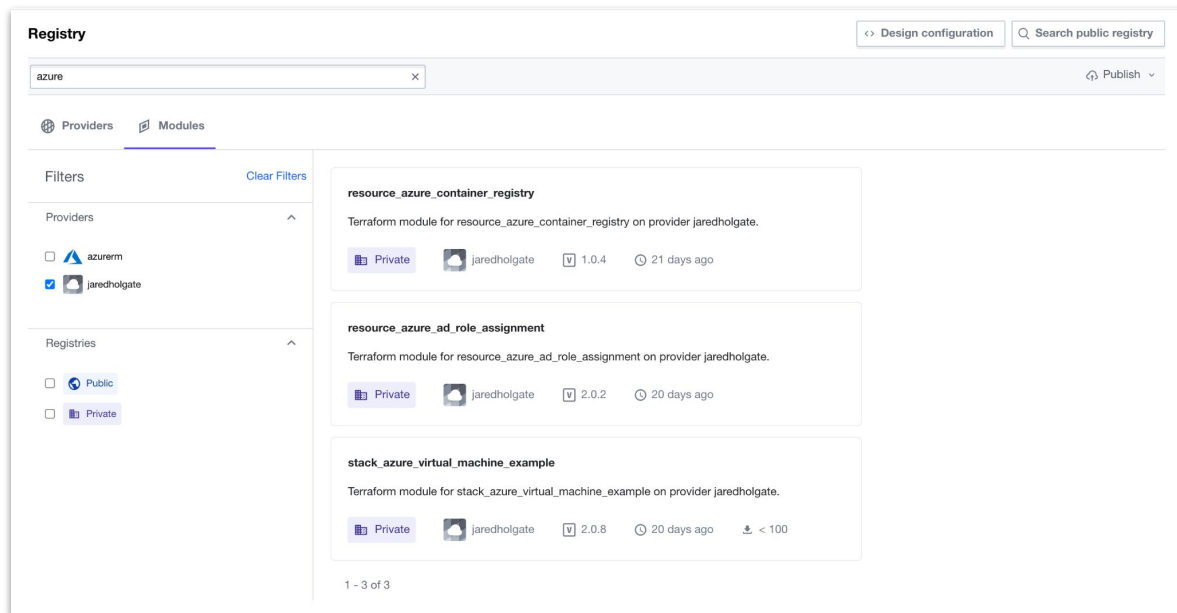 Registry
<> Design configuration
Search public registry
azure
Publish
Providers
Modules
Filters
Clear Filters
Providers
azurerm
jaredholgate
Registries
Public
Private
resource_azure_container_registry
Terraform module for resource_azure_container_registry on provider jaredholgate.
Private jaredholgate V 1.0.4 21 days ago
resource_azure_ad_role_assignment
Terraform module for resource_azure_ad_role_assignment on provider jaredholgate.
Private jaredholgate V 2.0.2 20 days ago
stack_azure_virtual_machine_example
Terraform module for stack_azure_virtual_machine_example on provider jaredholgate.
Private jaredholgate V 2.0.8 20 days ago < 100
1 - 3 of 3